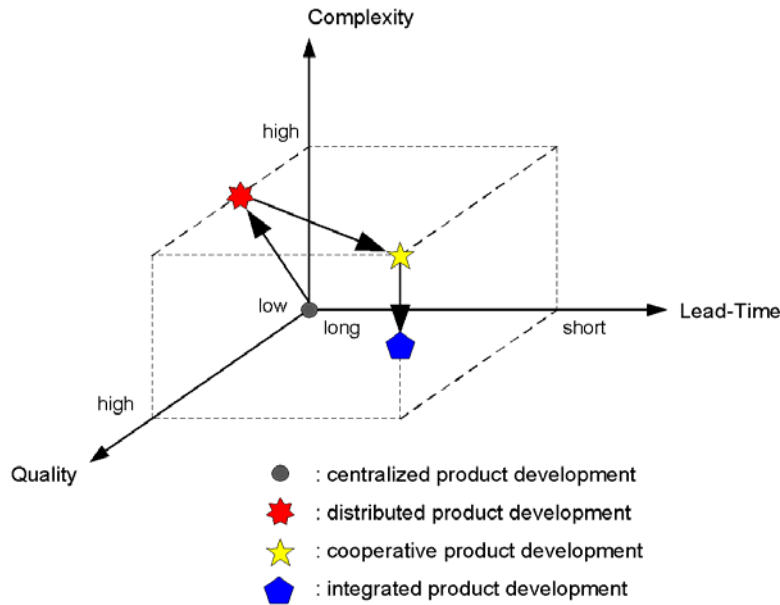 Complexity
high
low
long
short
Lead-Time
high
Quality
: centralized product development
: distributed product development
: cooperative product development
: integrated product development